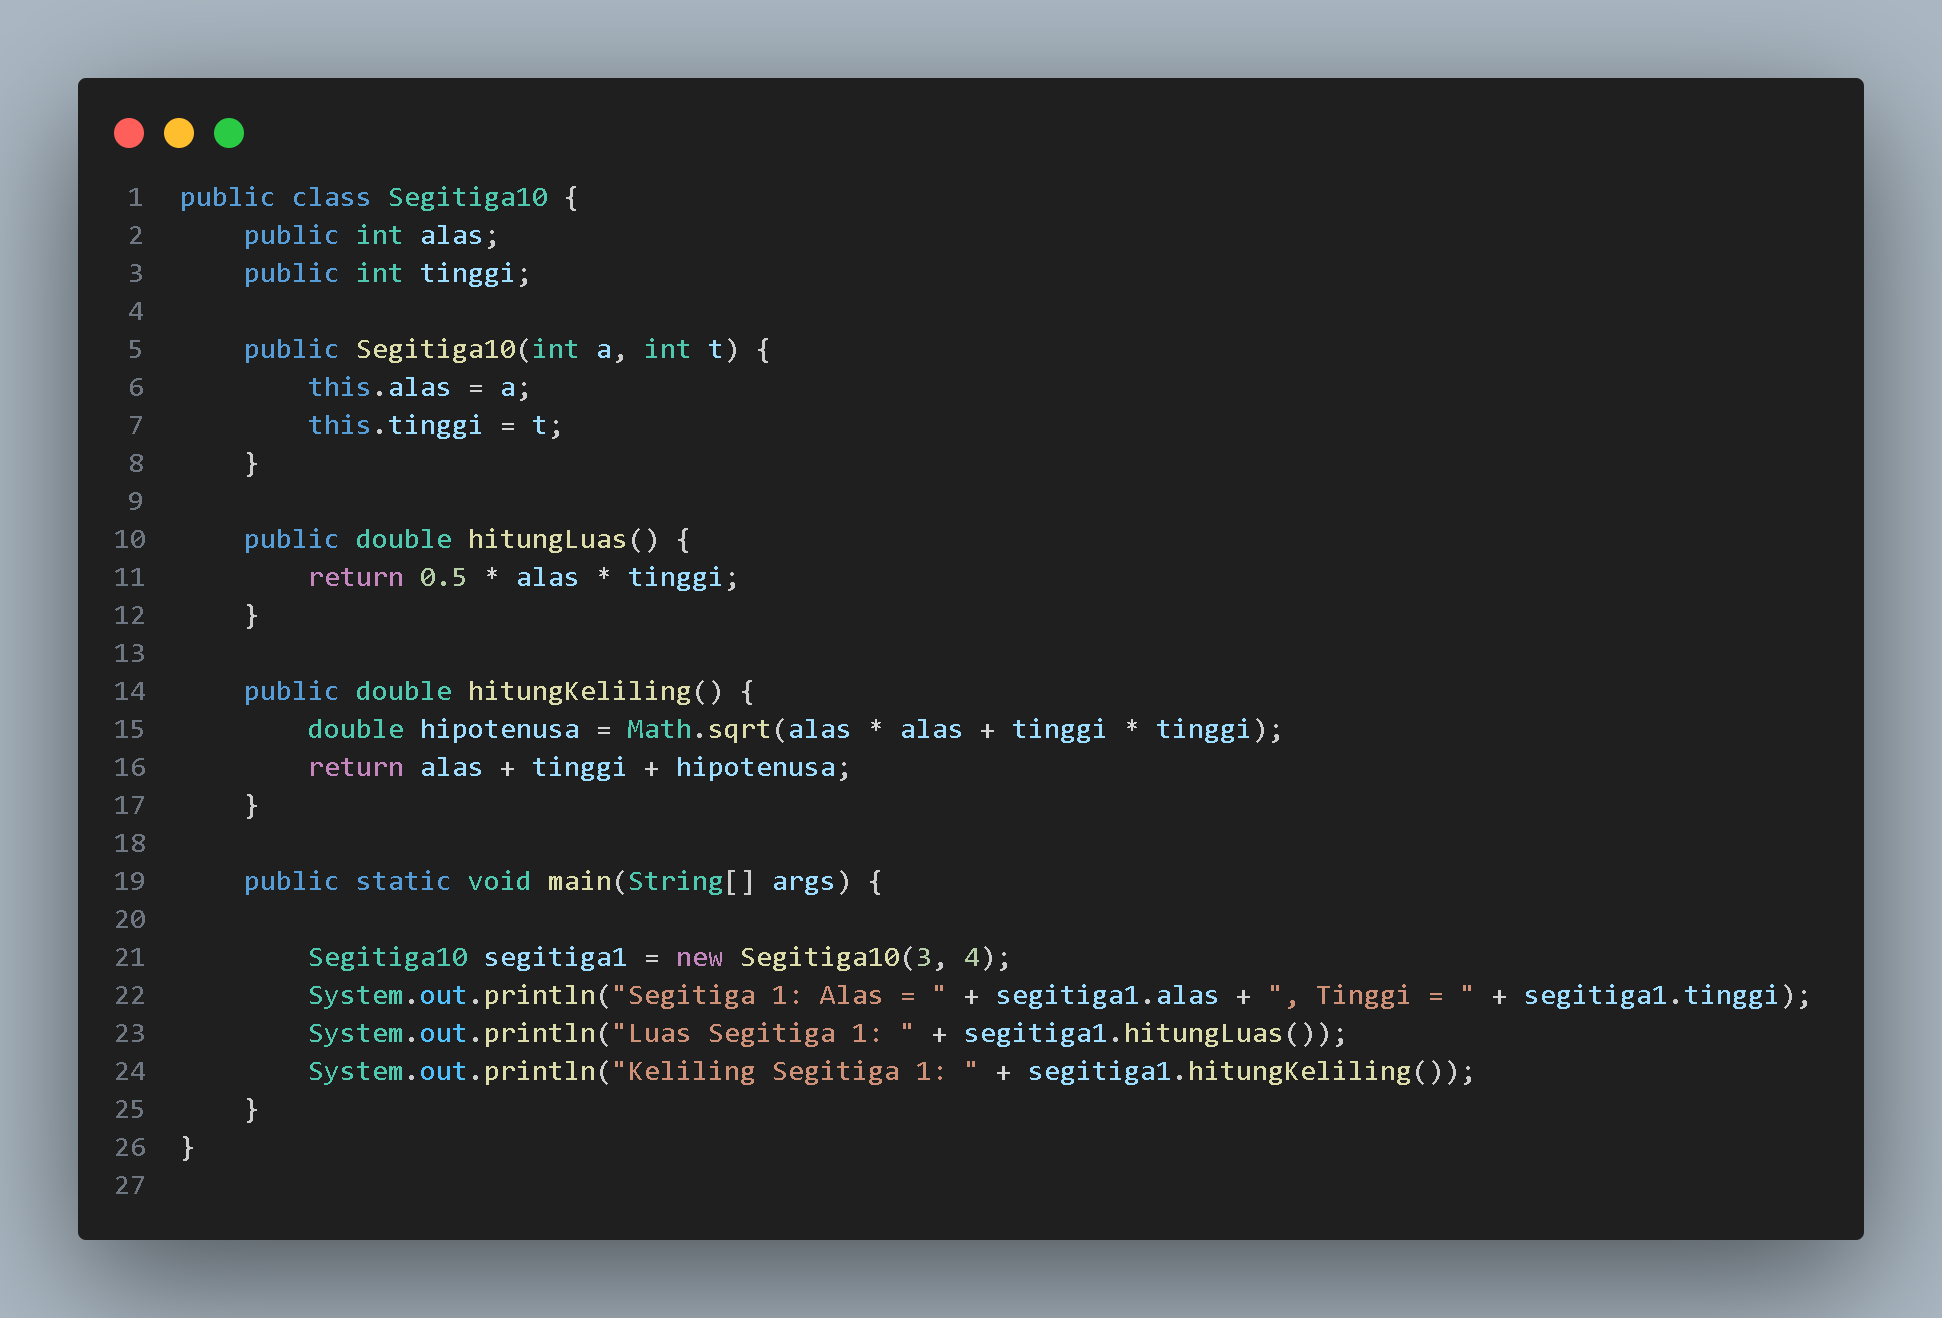 1 public class Segitiga10 {
2     public int alas;
3     public int tinggi;
4
5     public Segitiga10(int a, int t) {
6         this.alas = a;
7         this.tinggi = t;
8     }
9
10     public double hitungLuas() {
11         return 0.5 * alas * tinggi;
12     }
13
14     public double hitungKeliling() {
15         double hipotenusa = Math.sqrt(alas * alas + tinggi * tinggi);
16         return alas + tinggi + hipotenusa;
17     }
18
19     public static void main(String[] args) {
20
21         Segitiga10 segitiga1 = new Segitiga10(3, 4);
22         System.out.println("Segitiga 1: Alas = " + segitiga1.alas + ", Tinggi = " + segitiga1.tinggi);
23         System.out.println("Luas Segitiga 1: " + segitiga1.hitungLuas());
24         System.out.println("Keliling Segitiga 1: " + segitiga1.hitungKeliling());
25     }
26 }
27